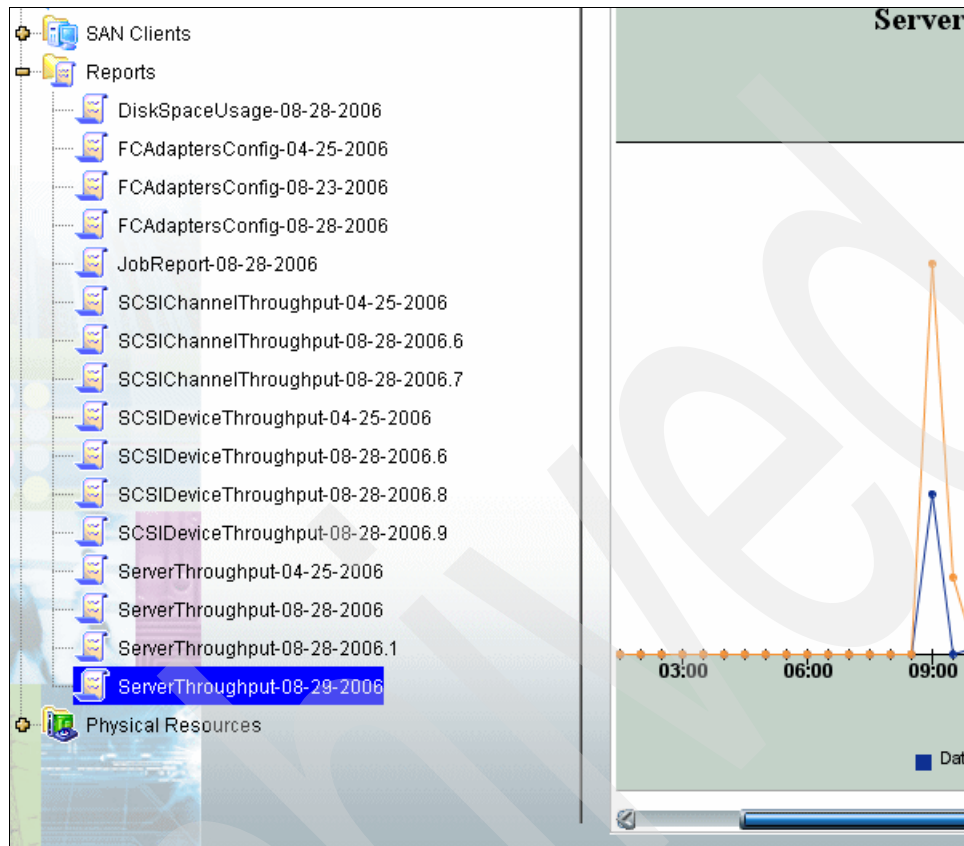 SAN Clients
Reports
DiskSpaceUsage-08-28-2006
FCAdaptersConfig-04-25-2006
FCAdaptersConfig-08-23-2006
FCAdaptersConfig-08-28-2006
JobReport-08-28-2006
SCSIChannelThroughput-04-25-2006
SCSIChannelThroughput-08-28-2006.6
SCSIChannelThroughput-08-28-2006.7
SCSIDeviceThroughput-04-25-2006
SCSIDeviceThroughput-08-28-2006.6
SCSIDeviceThroughput-08-28-2006.8
SCSIDeviceThroughput-08-28-2006.9
ServerThroughput-04-25-2006
ServerThroughput-08-28-2006
ServerThroughput-08-28-2006.1
ServerThroughput-08-29-2006
Physical Resources
Server
03:00 06:00 09:00
Dat